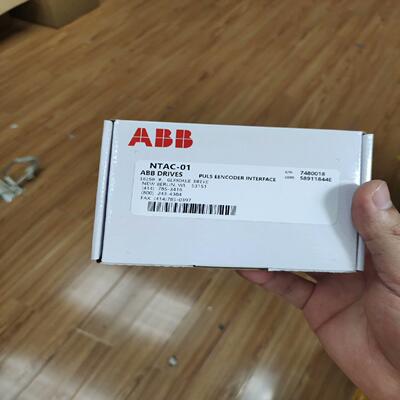 ABB
NTAC-01
ABB DRIVES PULS EENCODER INTERFACE
S/N: 7480018
CODE: 58911844E
16250 W. GLENDALE DRIVE
NEW BERLIN, WI 53151
(414) 785-3416
(800) 243-4384
FAX (414)785-0397